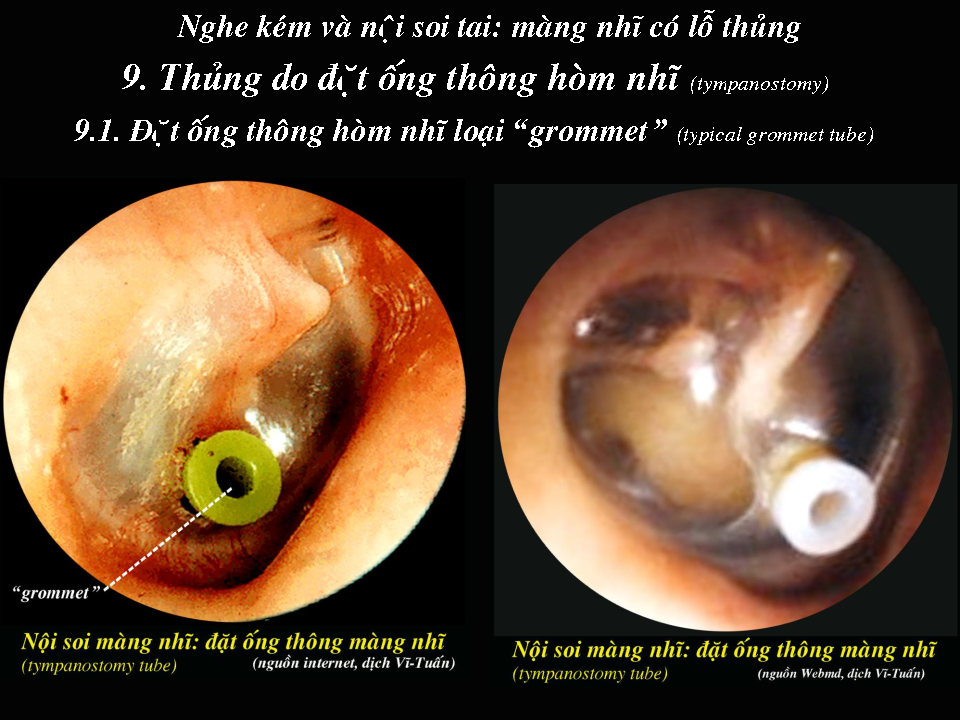 Nghe kém và nội soi tai: màng nhĩ có lỗ thủng
9. Thủng do đặt ống thông hòm nhĩ (tympanostomy)
9.1. Đặt ống thông hòm nhĩ loại “grommet” (typical grommet tube)
“grommet”
Nội soi màng nhĩ: đặt ống thông màng nhĩ
(tympanostomy tube) (nguồn internet, dịch Vĩ-Tuấn)
Nội soi màng nhĩ: đặt ống thông màng nhĩ
(tympanostomy tube) (nguồn Webmd, dịch Vĩ-Tuấn)